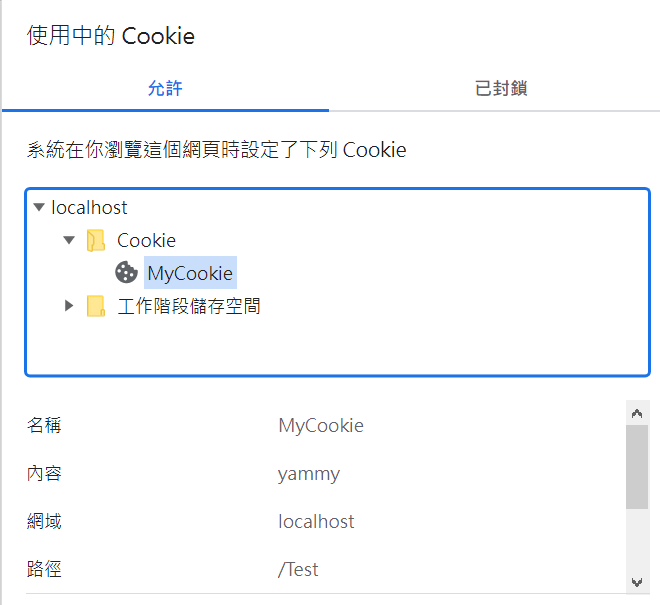 使用中的 Cookie
允許 已封鎖
系統在你瀏覽這個網頁時設定了下列 Cookie
localhost
Cookie
MyCookie
工作階段儲存空間
名稱 MyCookie
內容 yammy
網域 localhost
路徑 /Test